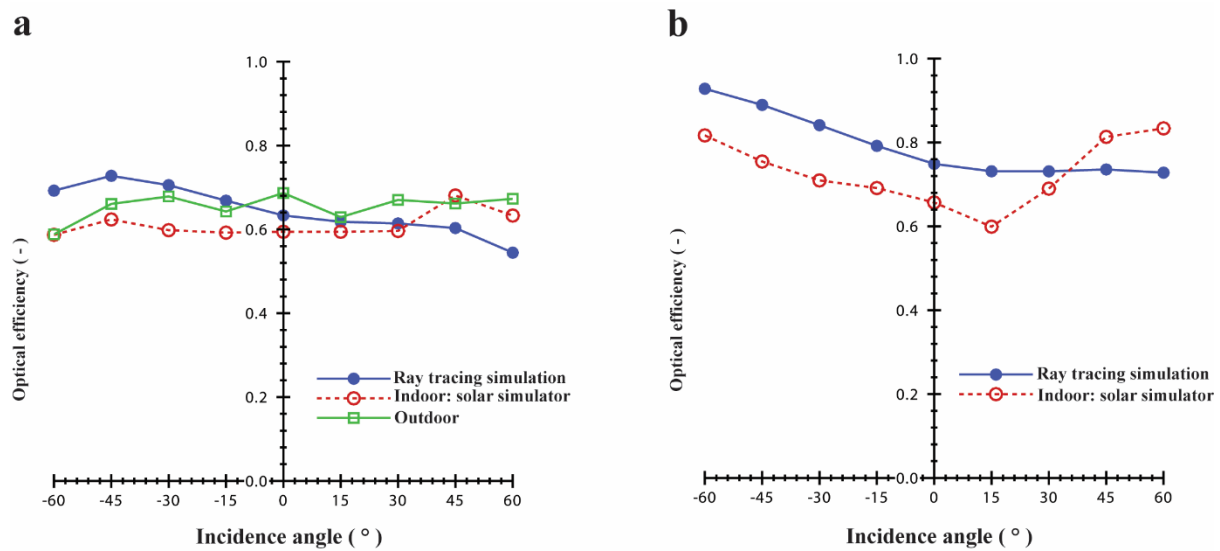 a
1.0
0.8
0.6
0.4
0.2
0.0
Optical efficiency ( - )
Ray tracing simulation
Indoor: solar simulator
Outdoor
-60 -45 -30 -15 0 15 30 45 60
Incidence angle ( ° )
b
1.0
0.8
0.6
0.4
0.2
0.0
Optical efficiency ( - )
Ray tracing simulation
Indoor: solar simulator
-60 -45 -30 -15 0 15 30 45 60
Incidence angle ( ° )